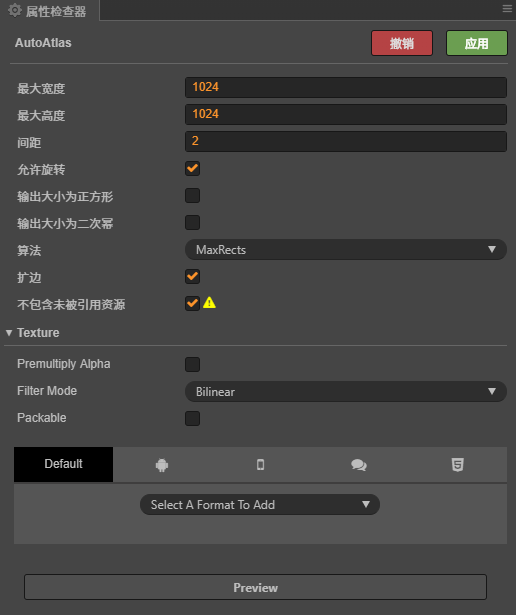 属性检查器
AutoAtlas
撤销
应用
最大宽度
1024
最大高度
1024
间距
2
允许旋转
输出大小为正方形
输出大小为二次幂
算法
MaxRects
扩边
不包含未被引用资源
Texture
Premultiply Alpha
Filter Mode
Bilinear
Packable
Default
Select A Format To Add
Preview